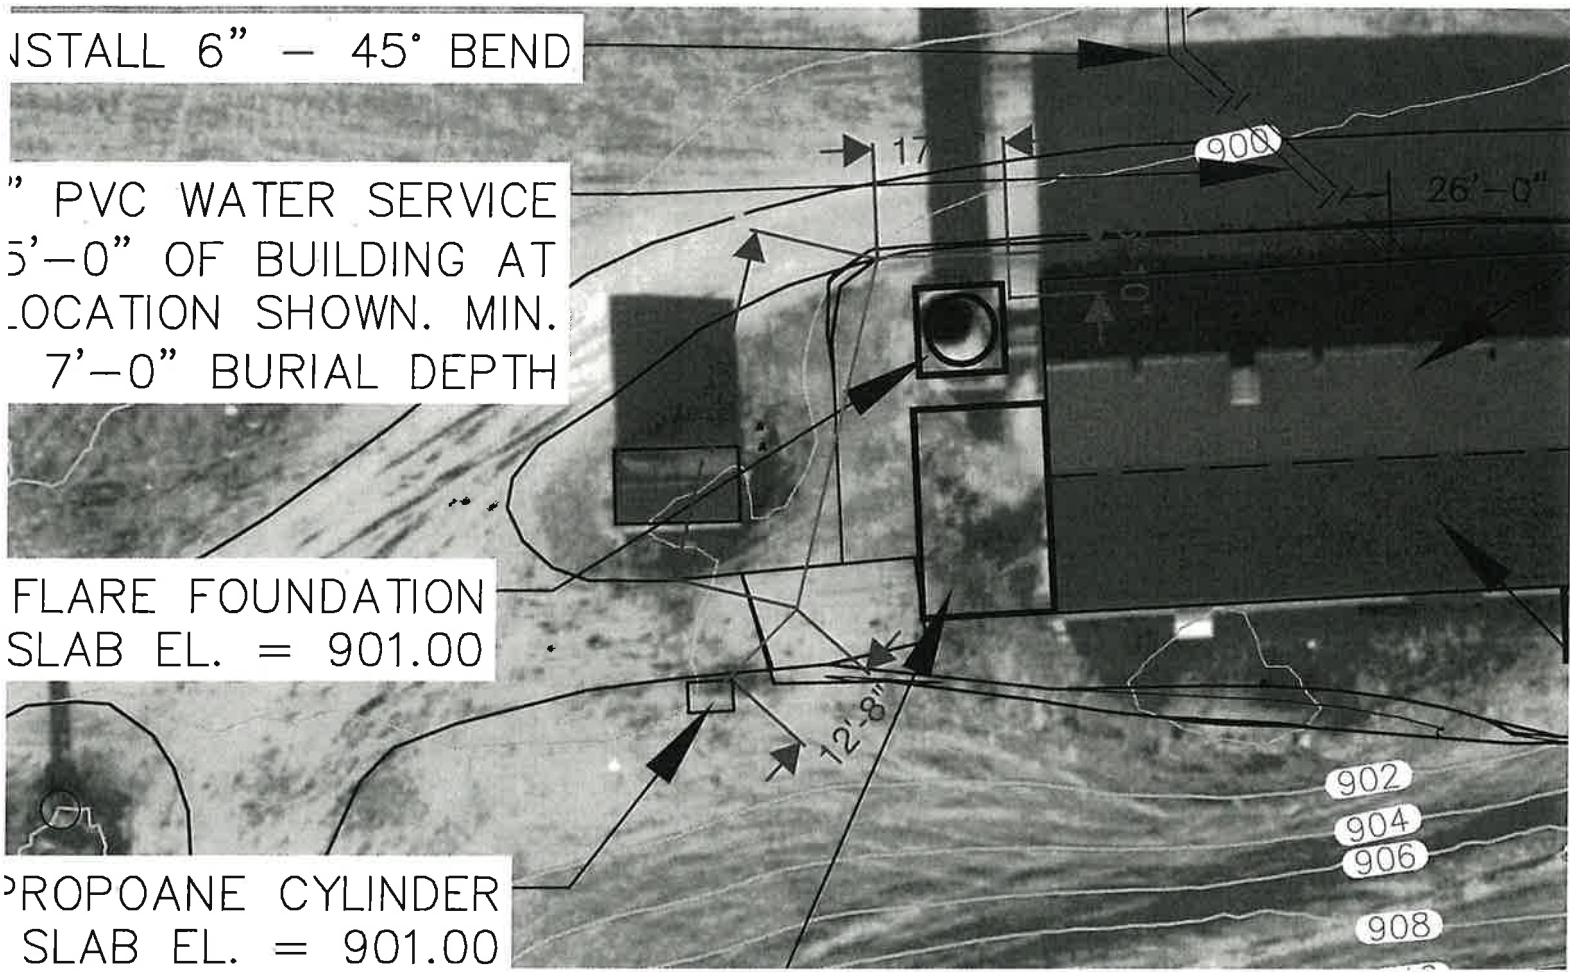 NSTALL 6” – 45° BEND
” PVC WATER SERVICE
5’–0” OF BUILDING AT
LOCATION SHOWN. MIN.
7’–0” BURIAL DEPTH
17
900
26’–0”
FLARE FOUNDATION
SLAB EL. = 901.00
12’–8”
PROPOANE CYLINDER
SLAB EL. = 901.00
902
904
906
908